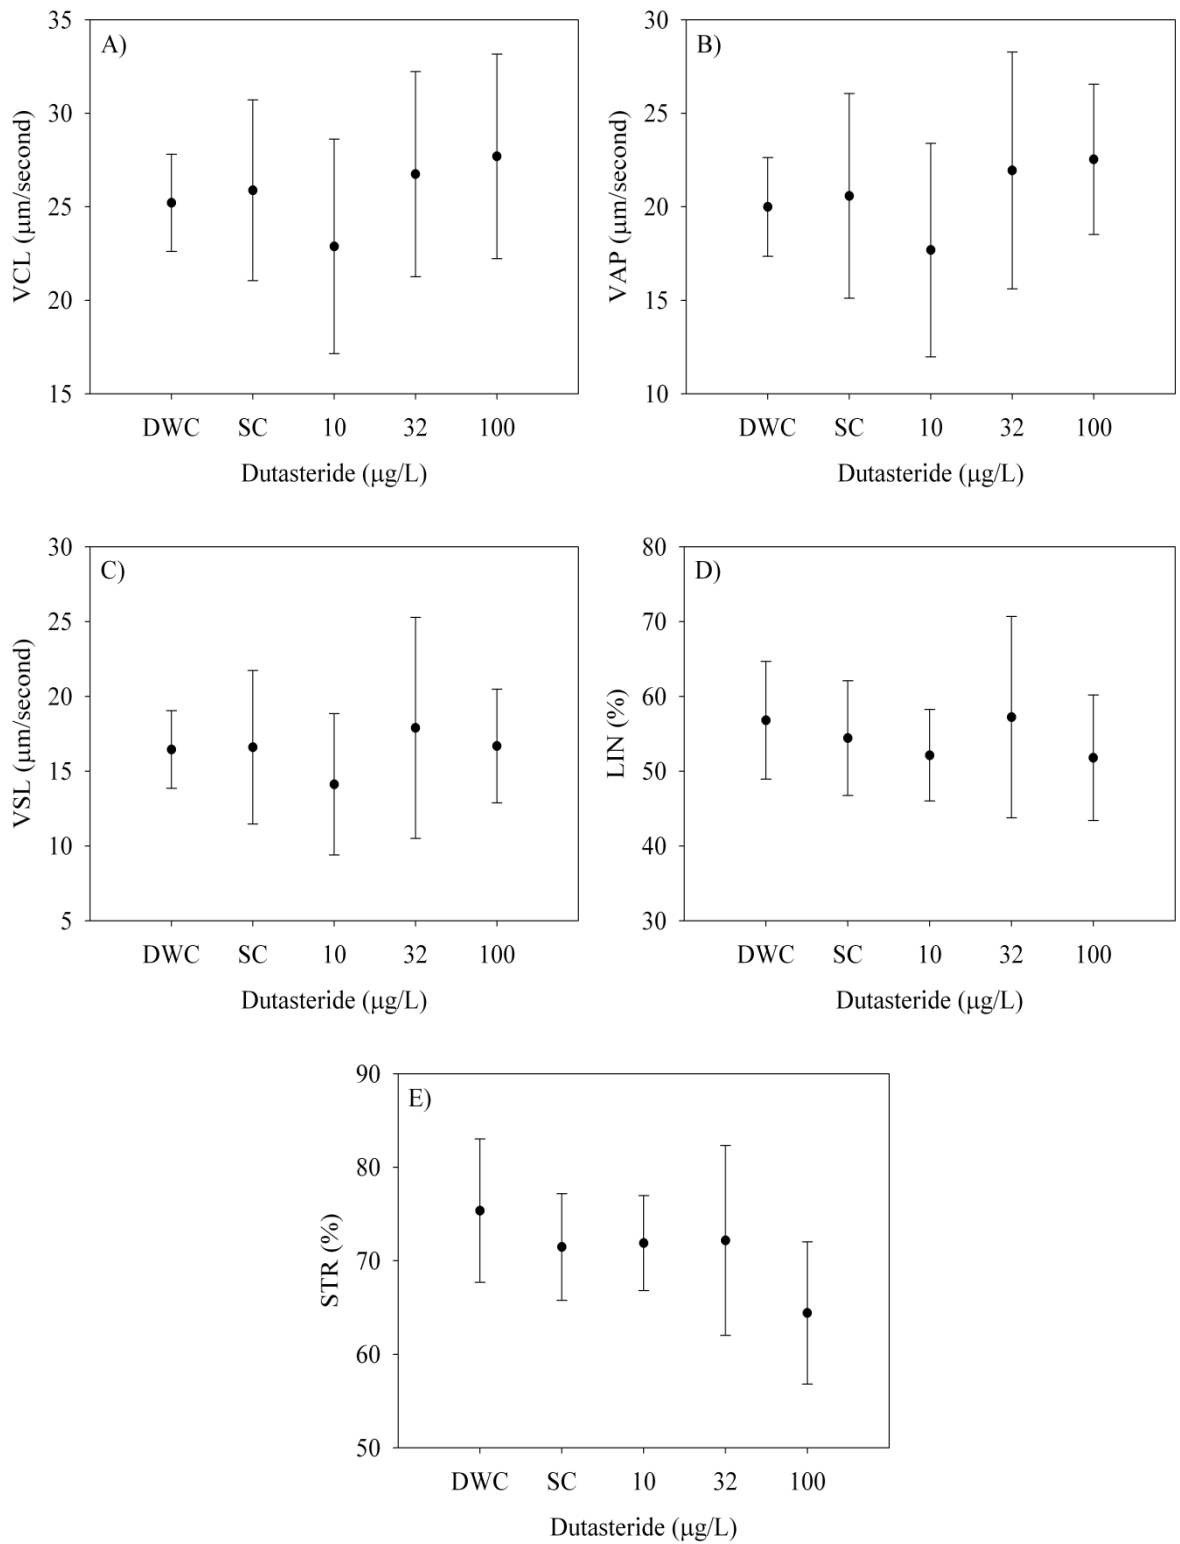 A)
VCL (μm/second)
35
30
25
20
15
DWC SC 10 32 100
Dutasteride (μg/L)
B)
VAP (μm/second)
30
25
20
15
10
DWC SC 10 32 100
Dutasteride (μg/L)
C)
VSL (μm/second)
30
25
20
15
10
5
DWC SC 10 32 100
Dutasteride (μg/L)
D)
LIN (%)
80
70
60
50
40
30
DWC SC 10 32 100
Dutasteride (μg/L)
E)
STR (%)
90
80
70
60
50
DWC SC 10 32 100
Dutasteride (μg/L)